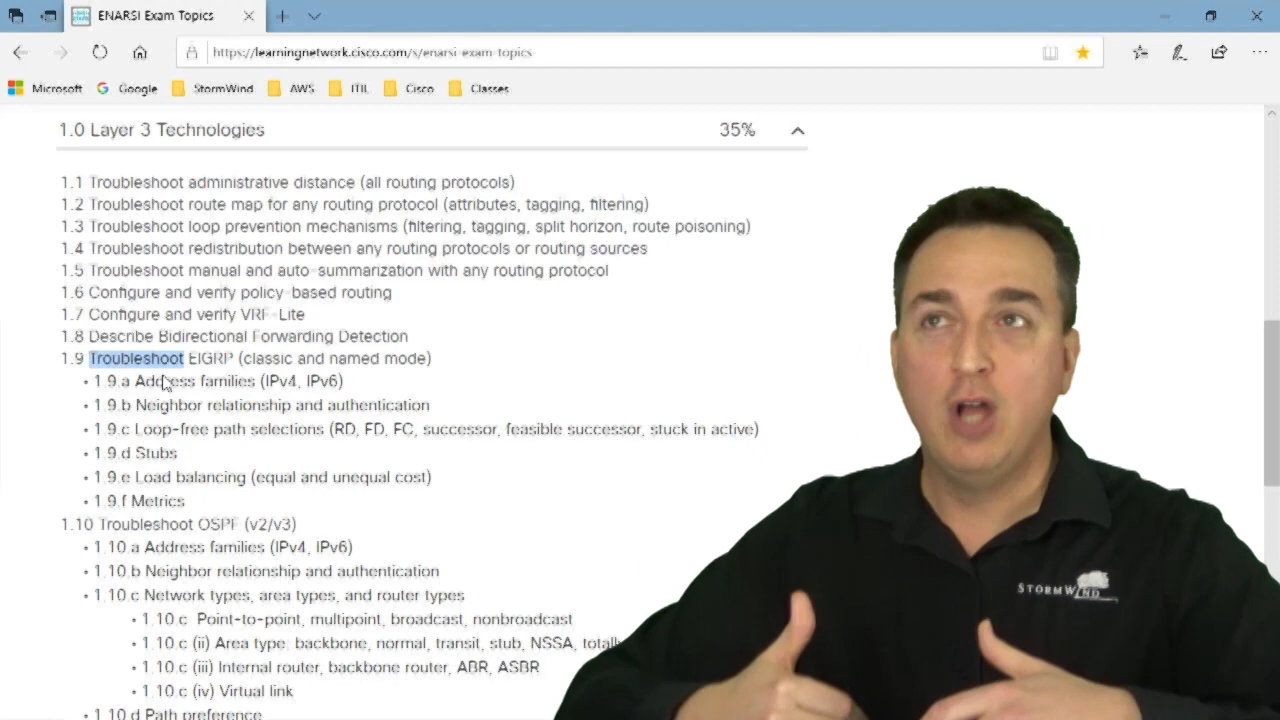 ENARSI Exam Topics
https://learningnetwork.cisco.com/s/enarsi-exam-topics
Microsoft Google StormWind AWS ITIL Cisco Classes
1.0 Layer 3 Technologies 35%
1.1 Troubleshoot administrative distance (all routing protocols)
1.2 Troubleshoot route map for any routing protocol (attributes, tagging, filtering)
1.3 Troubleshoot loop prevention mechanisms (filtering, tagging, split horizon, route poisoning)
1.4 Troubleshoot redistribution between any routing protocols or routing sources
1.5 Troubleshoot manual and auto-summarization with any routing protocol
1.6 Configure and verify policy-based routing
1.7 Configure and verify VRF-Lite
1.8 Describe Bidirectional Forwarding Detection
1.9 Troubleshoot EIGRP (classic and named mode)
• 1.9.a Address families (IPv4, IPv6)
• 1.9.b Neighbor relationship and authentication
• 1.9.c Loop-free path selections (RD, FD, FC, successor, feasible successor, stuck in active)
• 1.9.d Stubs
• 1.9.e Load balancing (equal and unequal cost)
• 1.9.f Metrics
1.10 Troubleshoot OSPF (v2/v3)
• 1.10.a Address families (IPv4, IPv6)
• 1.10.b Neighbor relationship and authentication
• 1.10.c Network types, area types, and router types
• 1.10.c Point-to-point, multipoint, broadcast, nonbroadcast
• 1.10.c (ii) Area type: backbone, normal, transit, stub, NSSA, totall
• 1.10.c (iii) Internal router, backbone router, ABR, ASBR
• 1.10.c (iv) Virtual link
• 1.10.d Path preference
STORMWIND